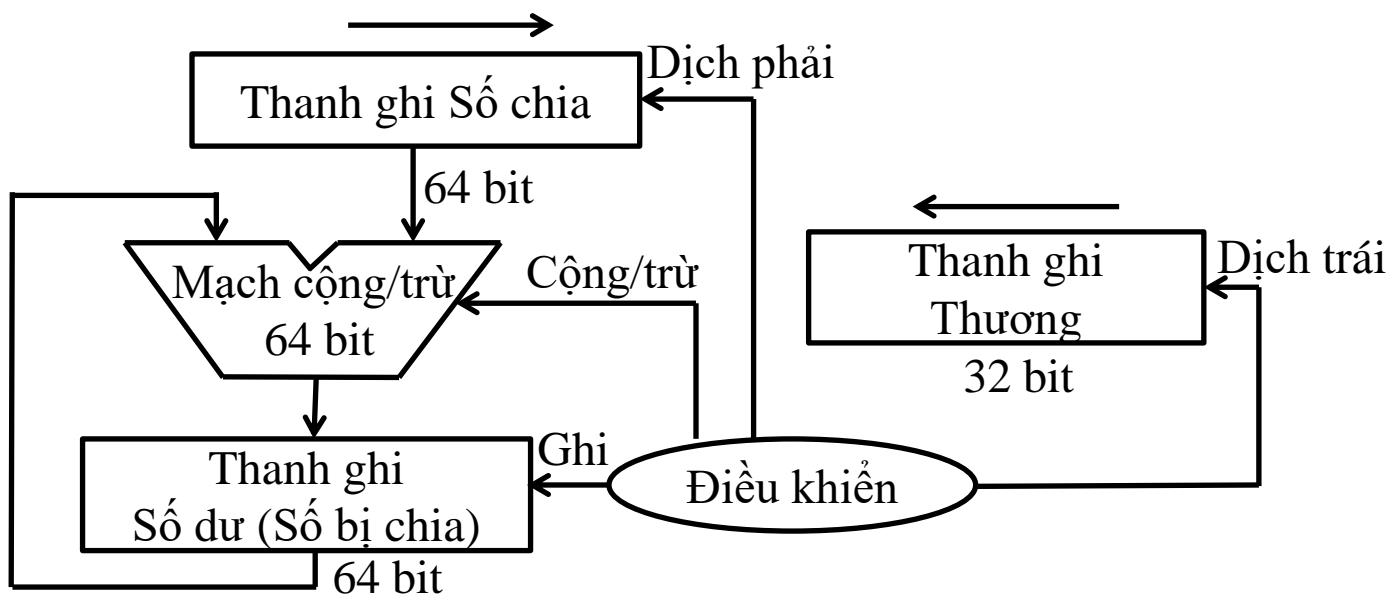 Dịch phải
Thanh ghi Số chia
64 bit
Thanh ghi
Thương
Dịch trái
32 bit
Mạch cộng/trừ
64 bit
Cộng/trừ
Thanh ghi
Số dư (Số bị chia)
Ghi
Điều khiển
64 bit